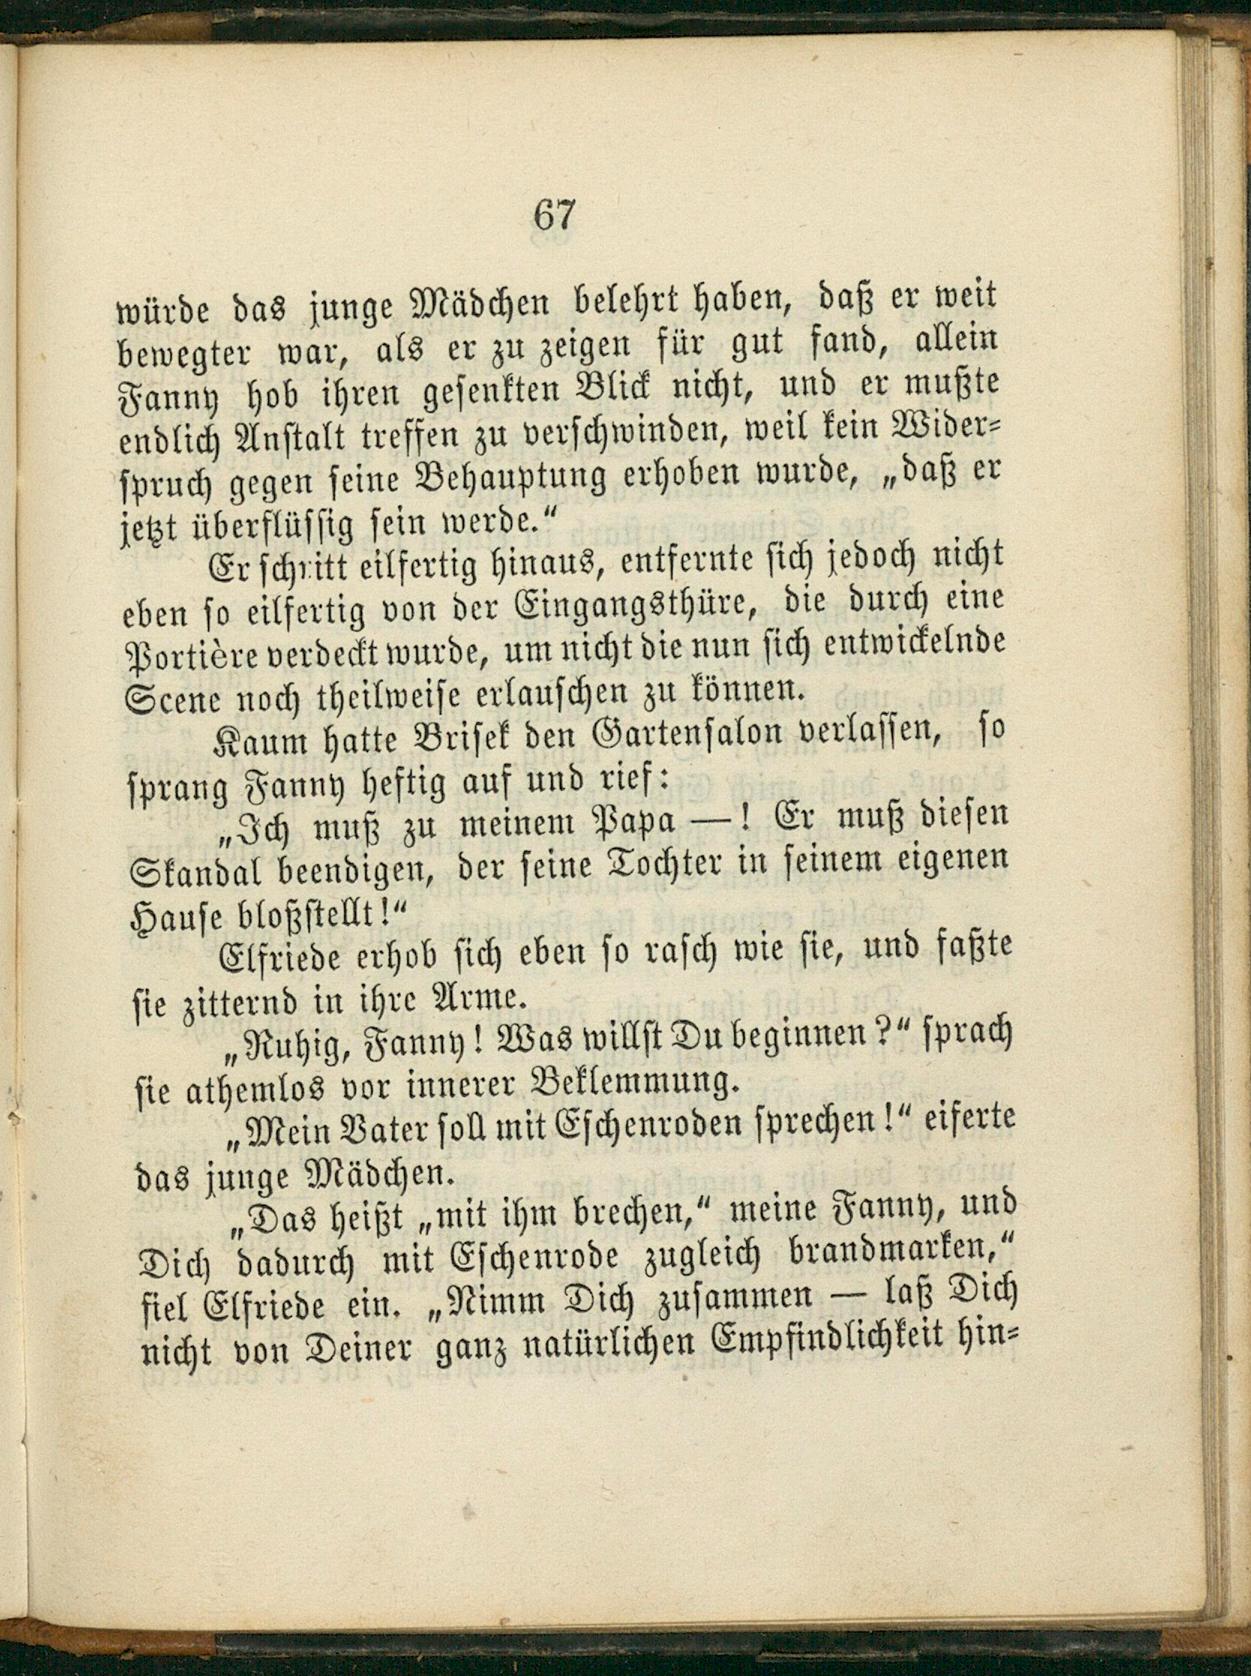 67
würde das junge Mädchen belehrt haben, daß er weit
bewegter war, als er zu zeigen für gut fand, allein
Fanny hob ihren gesenkten Blick nicht, und er mußte
endlich Anstalt treffen zu verschwinden, weil kein Wider-
spruch gegen seine Behauptung erhoben wurde, „daß er
jetzt überflüssig sein werde.“
Er schritt eilfertig hinaus, entfernte sich jedoch nicht
eben so eilfertig von der Eingangsthüre, die durch eine
Portière verdeckt wurde, um nicht die nun sich entwickelnde
Scene noch theilweise erlauschen zu können.
Kaum hatte Brisek den Gartensalon verlassen, so
sprang Fanny heftig auf und rief:
„Ich muß zu meinem Papa —! Er muß diesen
Skandal beendigen, der seine Tochter in seinem eigenen
Hause bloßstellt!“
Elfriede erhob sich eben so rasch wie sie, und faßte
sie zitternd in ihre Arme.
„Ruhig, Fanny! Was willst Du beginnen?“ sprach
sie athemlos vor innerer Beklemmung.
„Mein Vater soll mit Eschenroden sprechen!“ eiferte
das junge Mädchen.
„Das heißt „mit ihm brechen,“ meine Fanny, und
Dich dadurch mit Eschenrode zugleich brandmarken,“
fiel Elfriede ein. „Nimm Dich zusammen — laß Dich
nicht von Deiner ganz natürlichen Empfindlichkeit hin-